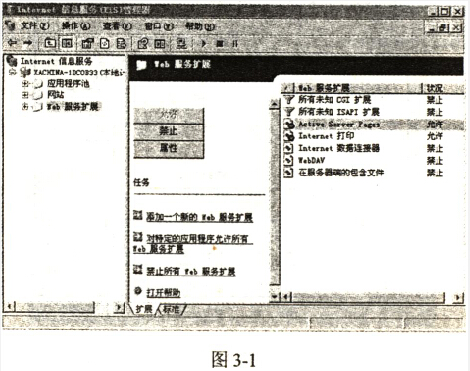 Internet 信息服务(IIS)管理器
文件(F) 操作(A) 查看(V) 窗口(W) 帮助(H)
Internet 信息服务
XACHINA-1DC0B33(本地计
应用程序池
网站
Web 服务扩展
Web 服务扩展
允许
禁止
属性
任务
添加一个新的 Web 服务扩展
对特定的应用程序允许所有
Web 服务扩展
禁止所有 Web 服务扩展
打开帮助
扩展 标准
Web 服务扩展 状况
所有未知 CGI 扩展 禁止
所有未知 ISAPI 扩展 禁止
Active Server Pages 允许
Internet 打印 允许
Internet 数据连接器 禁止
WebDAV 禁止
在服务器端的包含文件 禁止
图 3-1